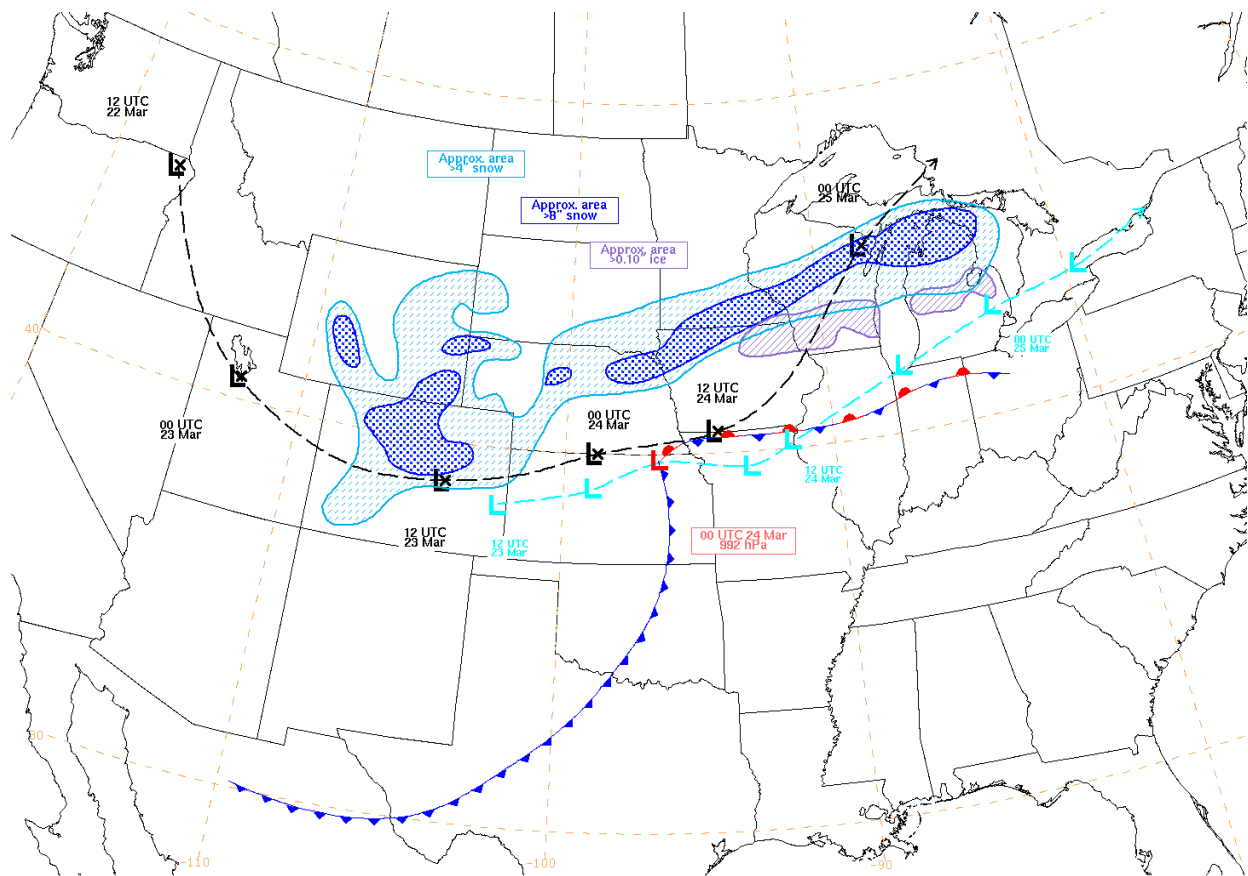 12 UTC
22 Mar
Approx. area
>4" snow
00 UTC
25 Mar
Approx. area
>8" snow
Approx. area
>0.10" ice
40
00 UTC
25 Mar
12 UTC
24 Mar
00 UTC
23 Mar
00 UTC
24 Mar
12 UTC
24 Mar
12 UTC
23 Mar
12 UTC
23 Mar
00 UTC 24 Mar
992 hPa
30
-110
-100
-90